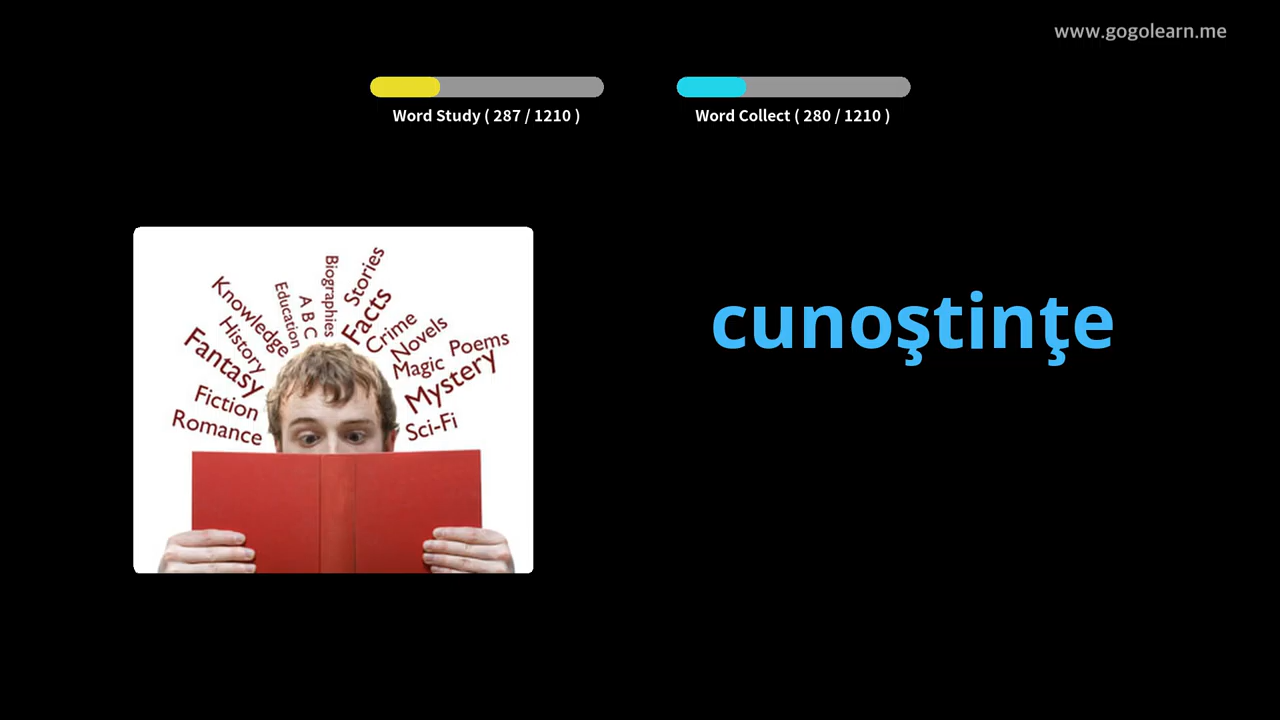 www.gogolearn.me
Word Study ( 287 / 1210 )
Word Collect ( 280 / 1210 )
Knowledge
Education
A B C
Biographies
Stories
Facts
History
Crime
Novels
Fantasy
Magic
Poems
Mystery
Fiction
Romance
Sci-Fi
cunoştinţe